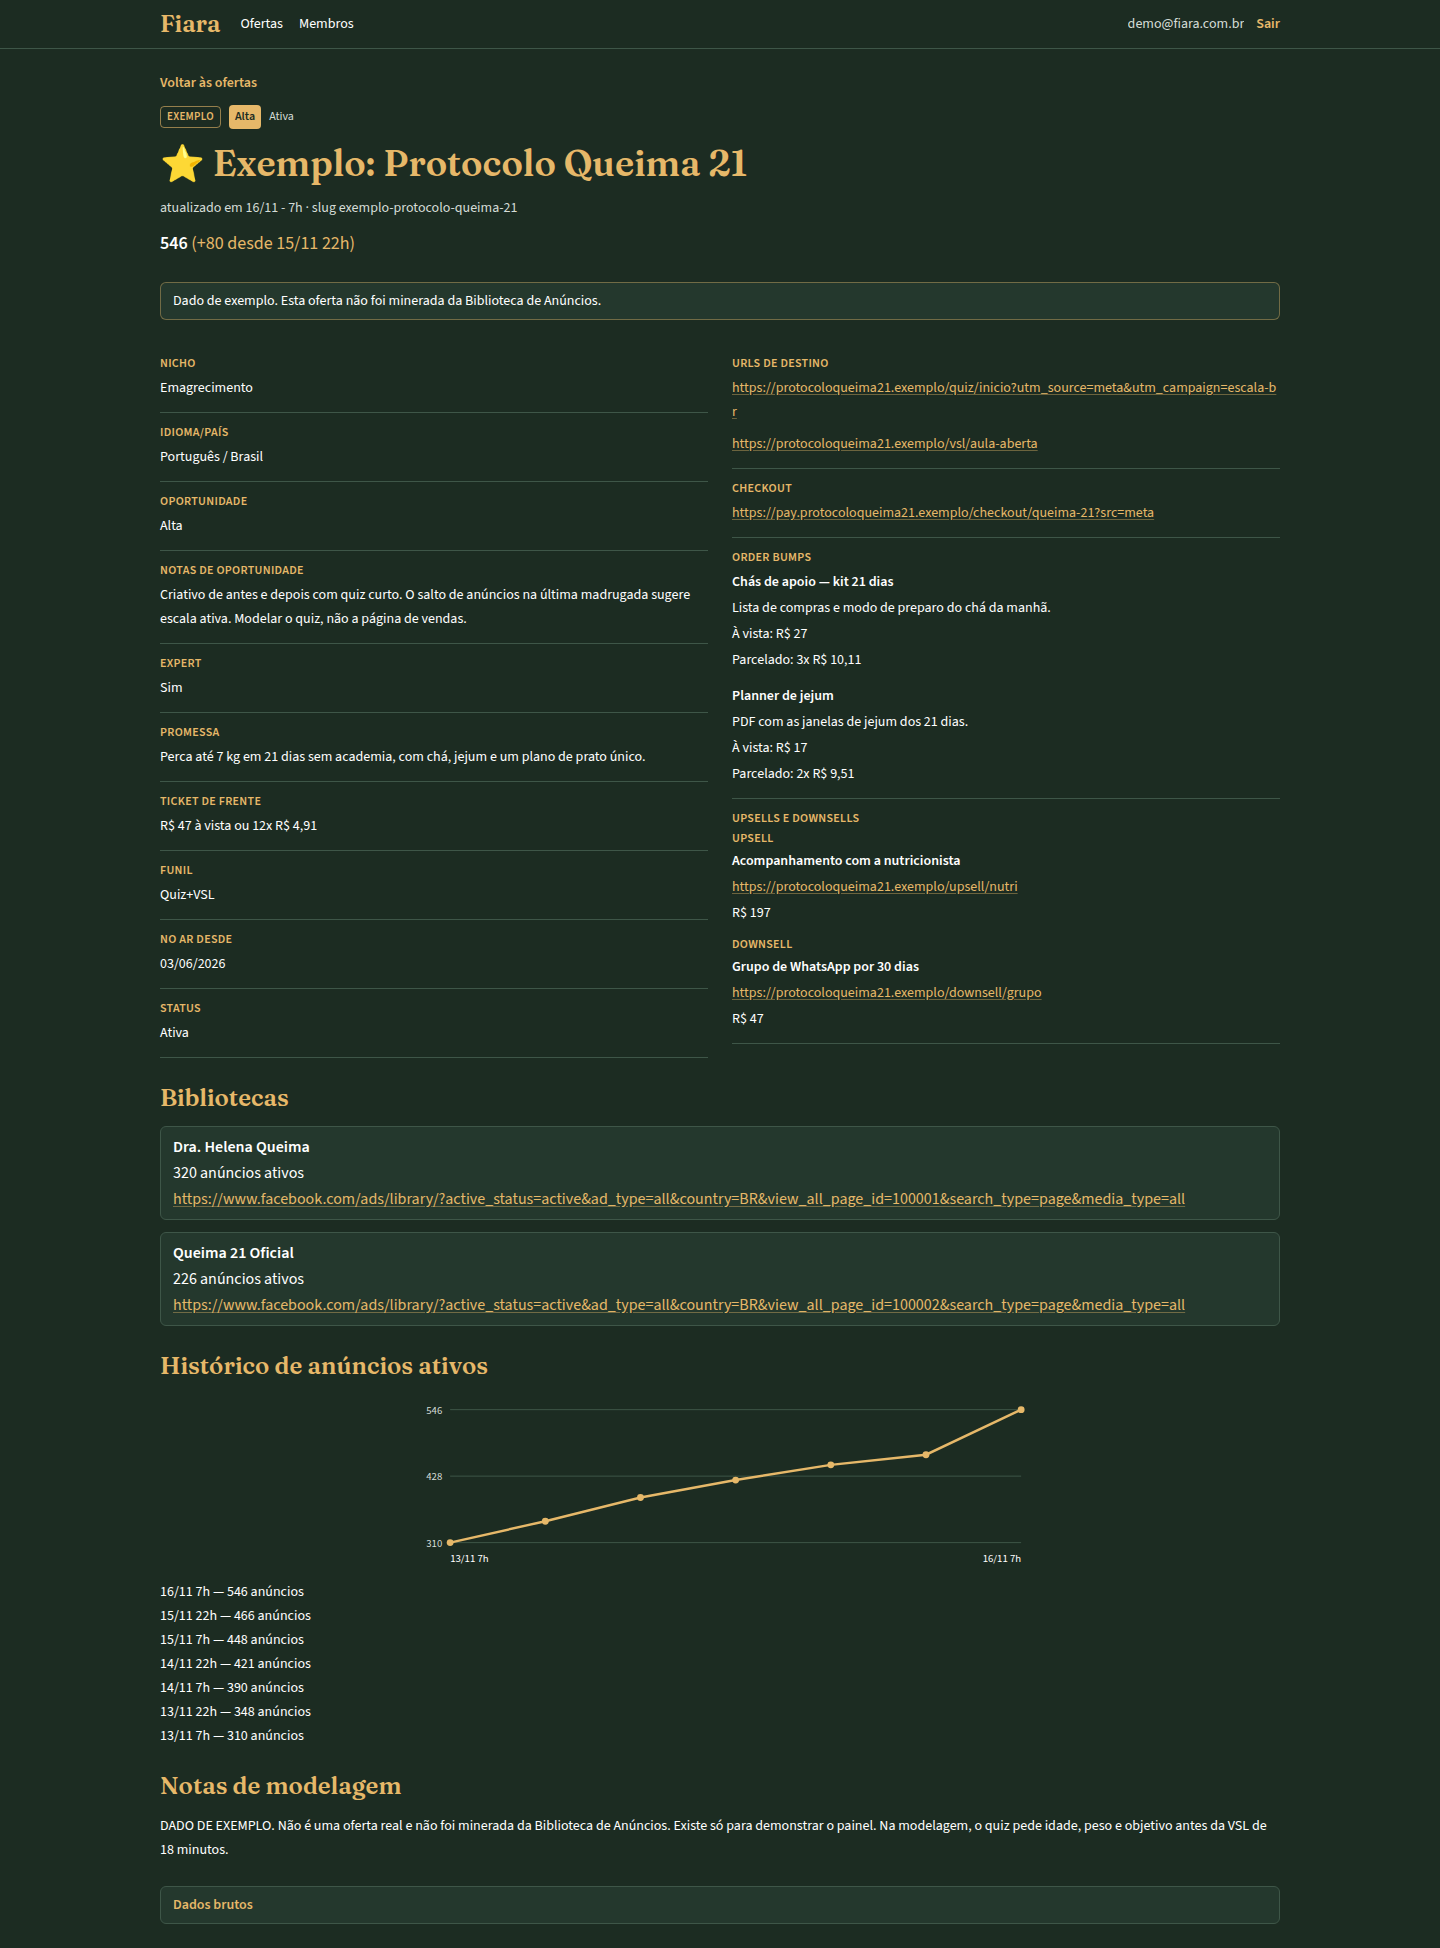 Fiara Ofertas Membros demo@fiara.com.br Sair
Voltar às ofertas
EXEMPLO Alta Ativa
Exemplo: Protocolo Queima 21
atualizado em 16/11 - 7h · slug exemplo-protocolo-queima-21
546 (+80 desde 15/11 22h)
Dado de exemplo. Esta oferta não foi minerada da Biblioteca de Anúncios.
NICHO
Emagrecimento
IDIOMA/PAÍS
Português / Brasil
OPORTUNIDADE
Alta
NOTAS DE OPORTUNIDADE
Criativo de antes e depois com quiz curto. O salto de anúncios na última madrugada sugere
escala ativa. Modelar o quiz, não a página de vendas.
EXPERT
Sim
PROMESSA
Perca até 7 kg em 21 dias sem academia, com chá, jejum e um plano de prato único.
TICKET DE FRENTE
R$ 47 à vista ou 12x R$ 4,91
FUNIL
Quiz+VSL
NO AR DESDE
03/06/2026
STATUS
Ativa
URLS DE DESTINO
https://protocoloqueima21.exemplo/quiz/inicio?utm_source=meta&utm_campaign=escala-b
r
https://protocoloqueima21.exemplo/vsl/aula-aberta
CHECKOUT
https://pay.protocoloqueima21.exemplo/checkout/queima-21?src=meta
ORDER BUMPS
Chás de apoio — kit 21 dias
Lista de compras e modo de preparo do chá da manhã.
À vista: R$ 27
Parcelado: 3x R$ 10,11
Planner de jejum
PDF com as janelas de jejum dos 21 dias.
À vista: R$ 17
Parcelado: 2x R$ 9,51
UPSELLS E DOWNSELLS
UPSELL
Acompanhamento com a nutricionista
https://protocoloqueima21.exemplo/upsell/nutri
R$ 197
DOWNSELL
Grupo de WhatsApp por 30 dias
https://protocoloqueima21.exemplo/downsell/grupo
R$ 47
Bibliotecas
Dra. Helena Queima
320 anúncios ativos
https://www.facebook.com/ads/library/?active_status=active&ad_type=all&country=BR&view_all_page_id=100001&search_type=page&media_type=all
Queima 21 Oficial
226 anúncios ativos
https://www.facebook.com/ads/library/?active_status=active&ad_type=all&country=BR&view_all_page_id=100002&search_type=page&media_type=all
Histórico de anúncios ativos
546
428
310
13/11 7h 16/11 7h
16/11 7h — 546 anúncios
15/11 22h — 466 anúncios
15/11 7h — 448 anúncios
14/11 22h — 421 anúncios
14/11 7h — 390 anúncios
13/11 22h — 348 anúncios
13/11 7h — 310 anúncios
Notas de modelagem
DADO DE EXEMPLO. Não é uma oferta real e não foi minerada da Biblioteca de Anúncios. Existe só para demonstrar o painel. Na modelagem, o quiz pede idade, peso e objetivo antes da VSL de
18 minutos.
Dados brutos